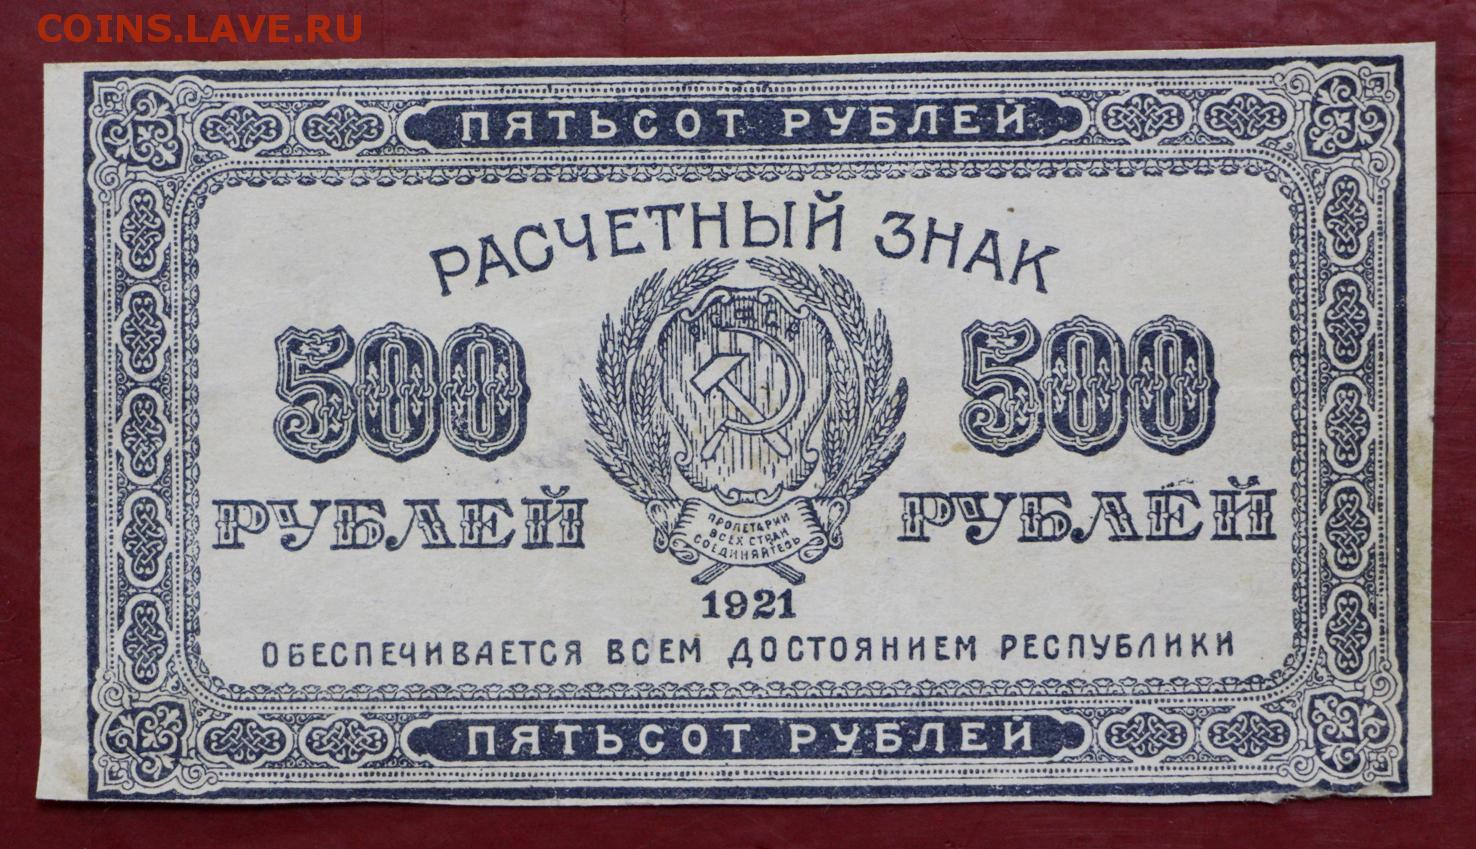 COINS.LAVE.RU
ПЯТЬСОТ РУБЛЕЙ
РАСЧЕТНЫЙ ЗНАК
500 500
РУБЛЕЙ РУБЛЕЙ
ПРОЛЕТАРИИ
ВСЕХ СТРАН
СОЕДИНЯЙТЕСЬ
1921
ОБЕСПЕЧИВАЕТСЯ ВСЕМ ДОСТОЯНИЕМ РЕСПУБЛИКИ
ПЯТЬСОТ РУБЛЕЙ